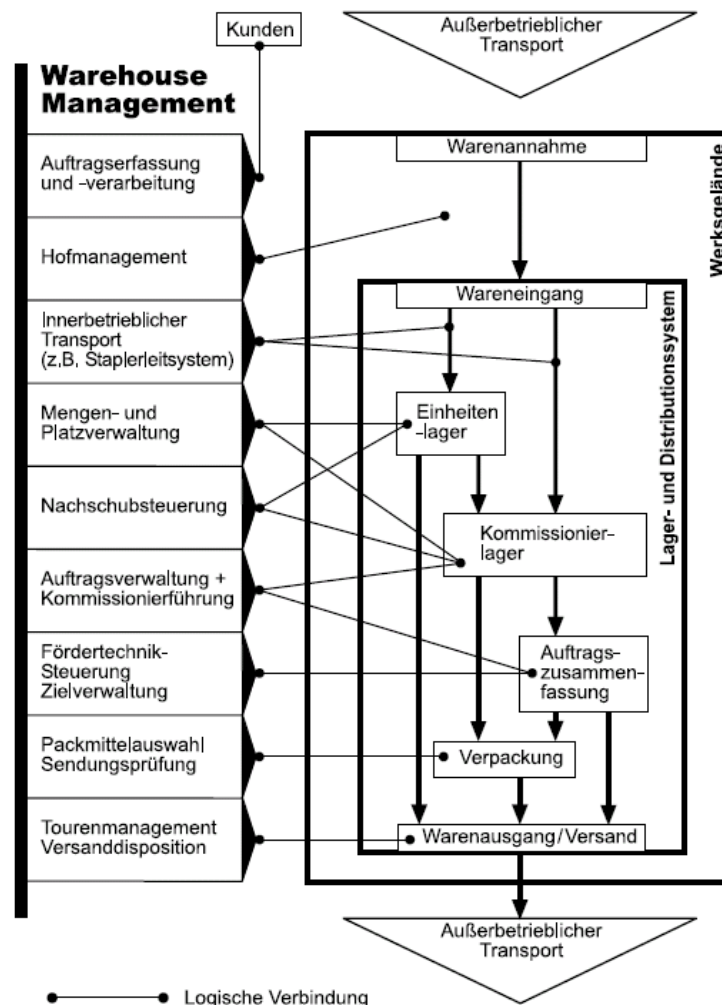 Kunden
Außerbetrieblicher
Transport
Warehouse
Management
Auftragserfassung
und -verarbeitung
Hofmanagement
Innerbetrieblicher
Transport
(z,B, Staplerleitsystem)
Mengen- und
Platzverwaltung
Nachschubsteuerung
Auftragsverwaltung +
Kommissionierführung
Fördertechnik-
Steuerung
Zielverwaltung
Packmittelauswahl
Sendungsprüfung
Tourenmanagement
Versanddisposition
Warenannahme
Werksgelände
Wareneingang
Lager- und Distributionssystem
Einheiten
-lager
Kommissionier-
lager
Auftrags-
zusammen-
fassung
Verpackung
Warenausgang/Versand
Außerbetrieblicher
Transport
Logische Verbindung